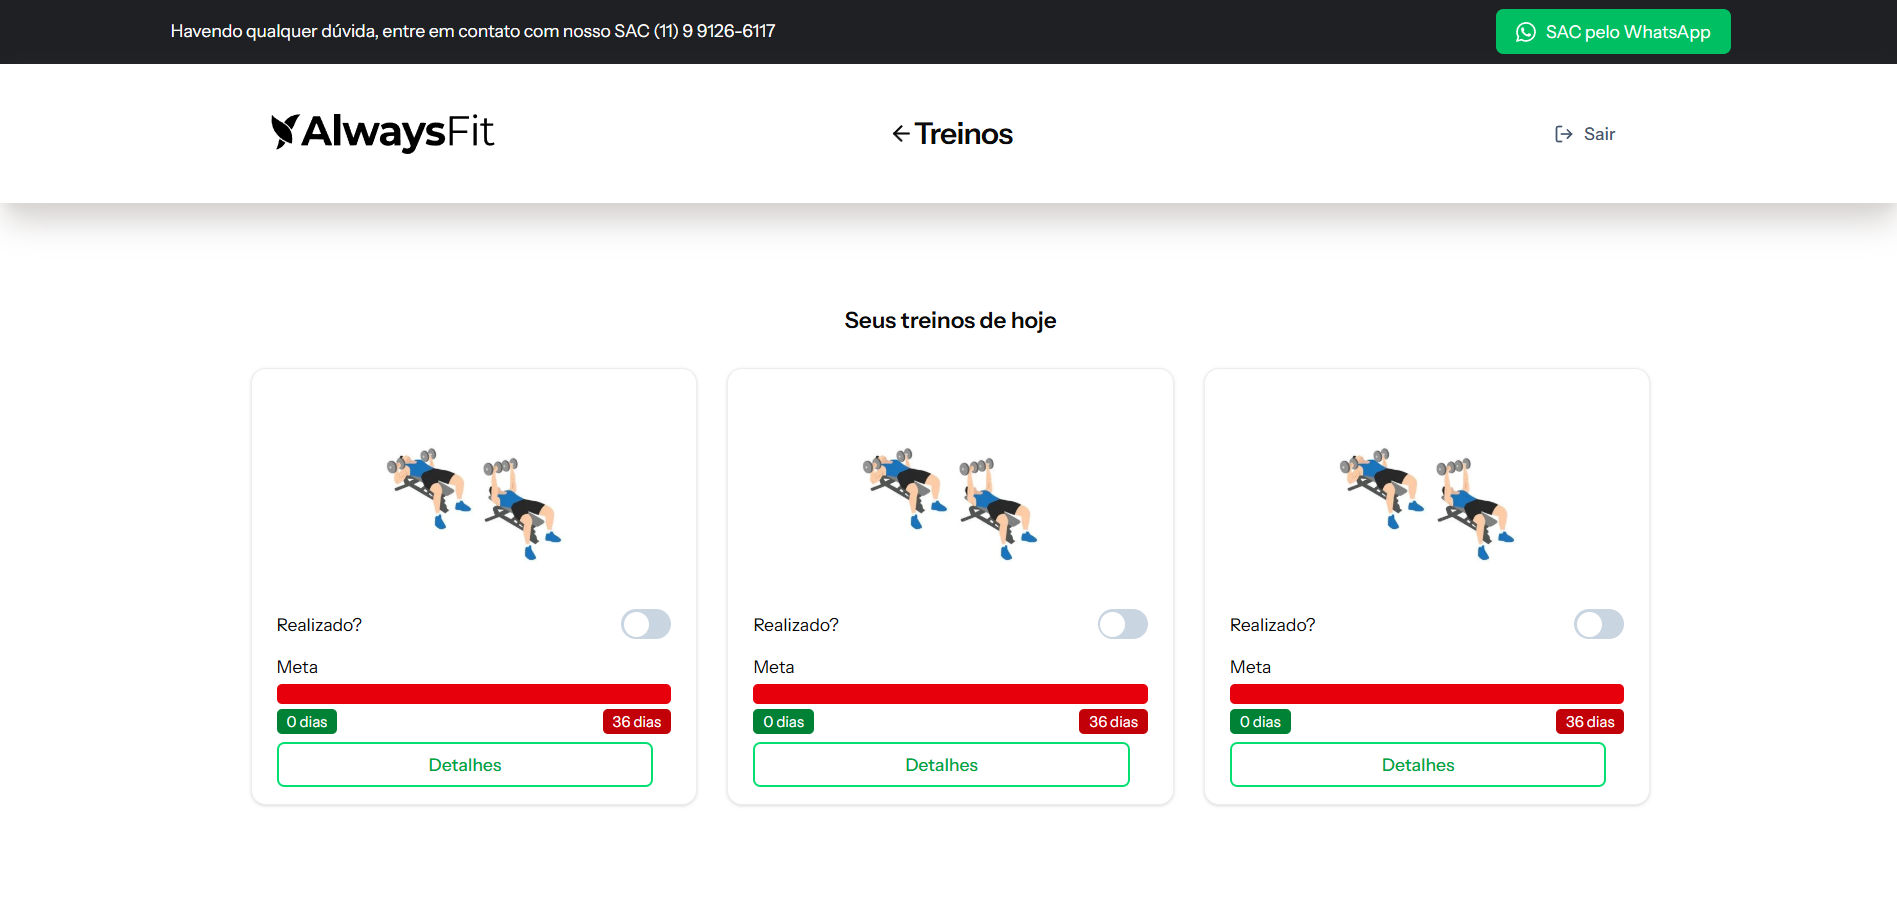 Havendo qualquer dúvida, entre em contato com nosso SAC (11) 9 9126-6117
SAC pelo WhatsApp
AlwaysFit
Treinos
Sair
Seus treinos de hoje
Realizado?
Meta
0 dias
36 dias
Detalhes
Realizado?
Meta
0 dias
36 dias
Detalhes
Realizado?
Meta
0 dias
36 dias
Detalhes